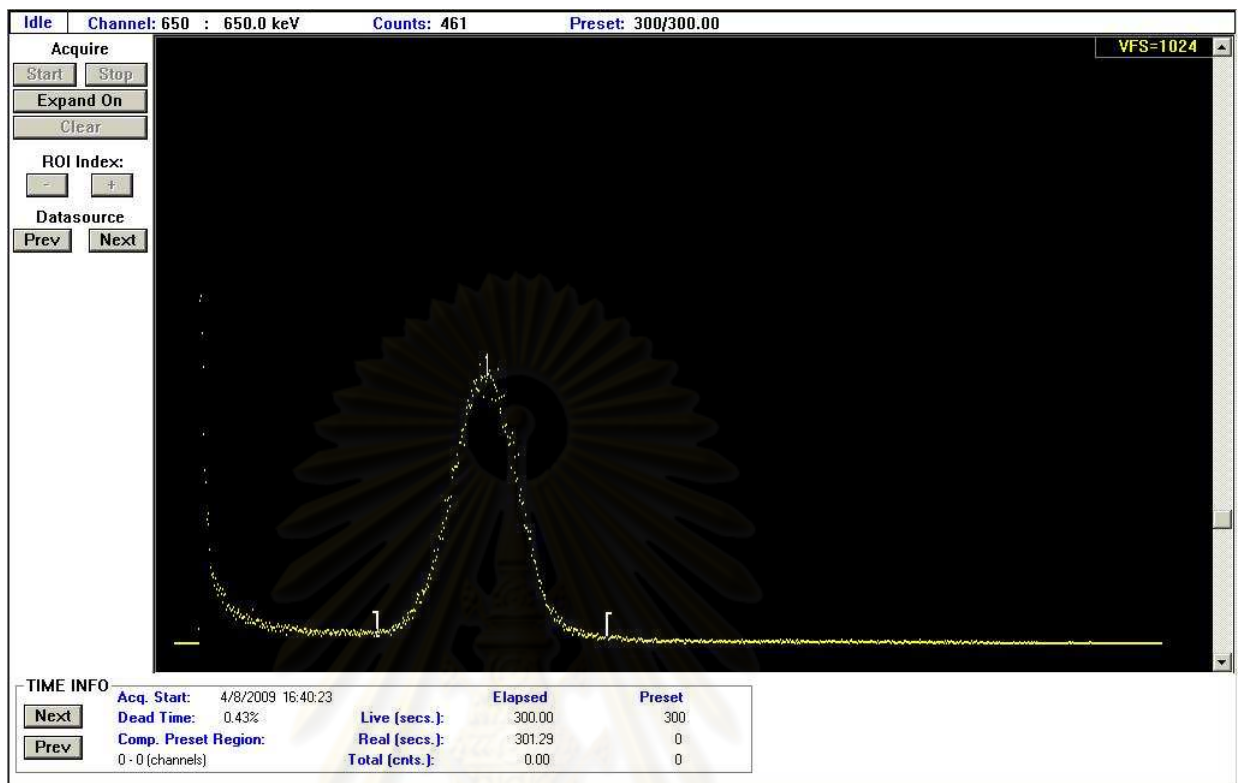 Idle Channel: 650 : 650.0 keV Counts: 461 Preset: 300/300.00
VFS=1024
Acquire
Start Stop
Expand On
Clear
ROI Index:
- +
Datasource
Prev Next
TIME INFO
Next
Prev
Acq. Start: 4/8/2009 16:40:23 Elapsed Preset
Dead Time: 0.43% Live (secs.): 300.00 300
Comp. Preset Region: Real (secs.): 301.29 0
0 - 0 (channels) Total (cnts.): 0.00 0